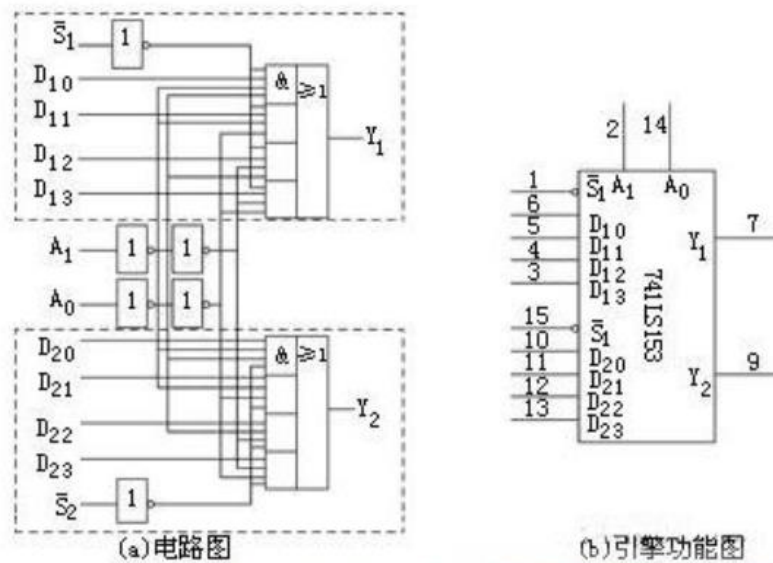 S̄1
1
D10
D11
D12
D13
& ≥1
Y1
A1
1 1
A0
1 1
D20
D21
D22
D23
& ≥1
Y2
S̄2
1
(a)电路图
2 14
A1 A0
1 S̄1
6 D10
5 D11
4 D12
3 D13
15 S̄1
10 D20
11 D21
12 D22
13 D23
74LS153
Y1 7
Y2 9
(b)引擎功能图